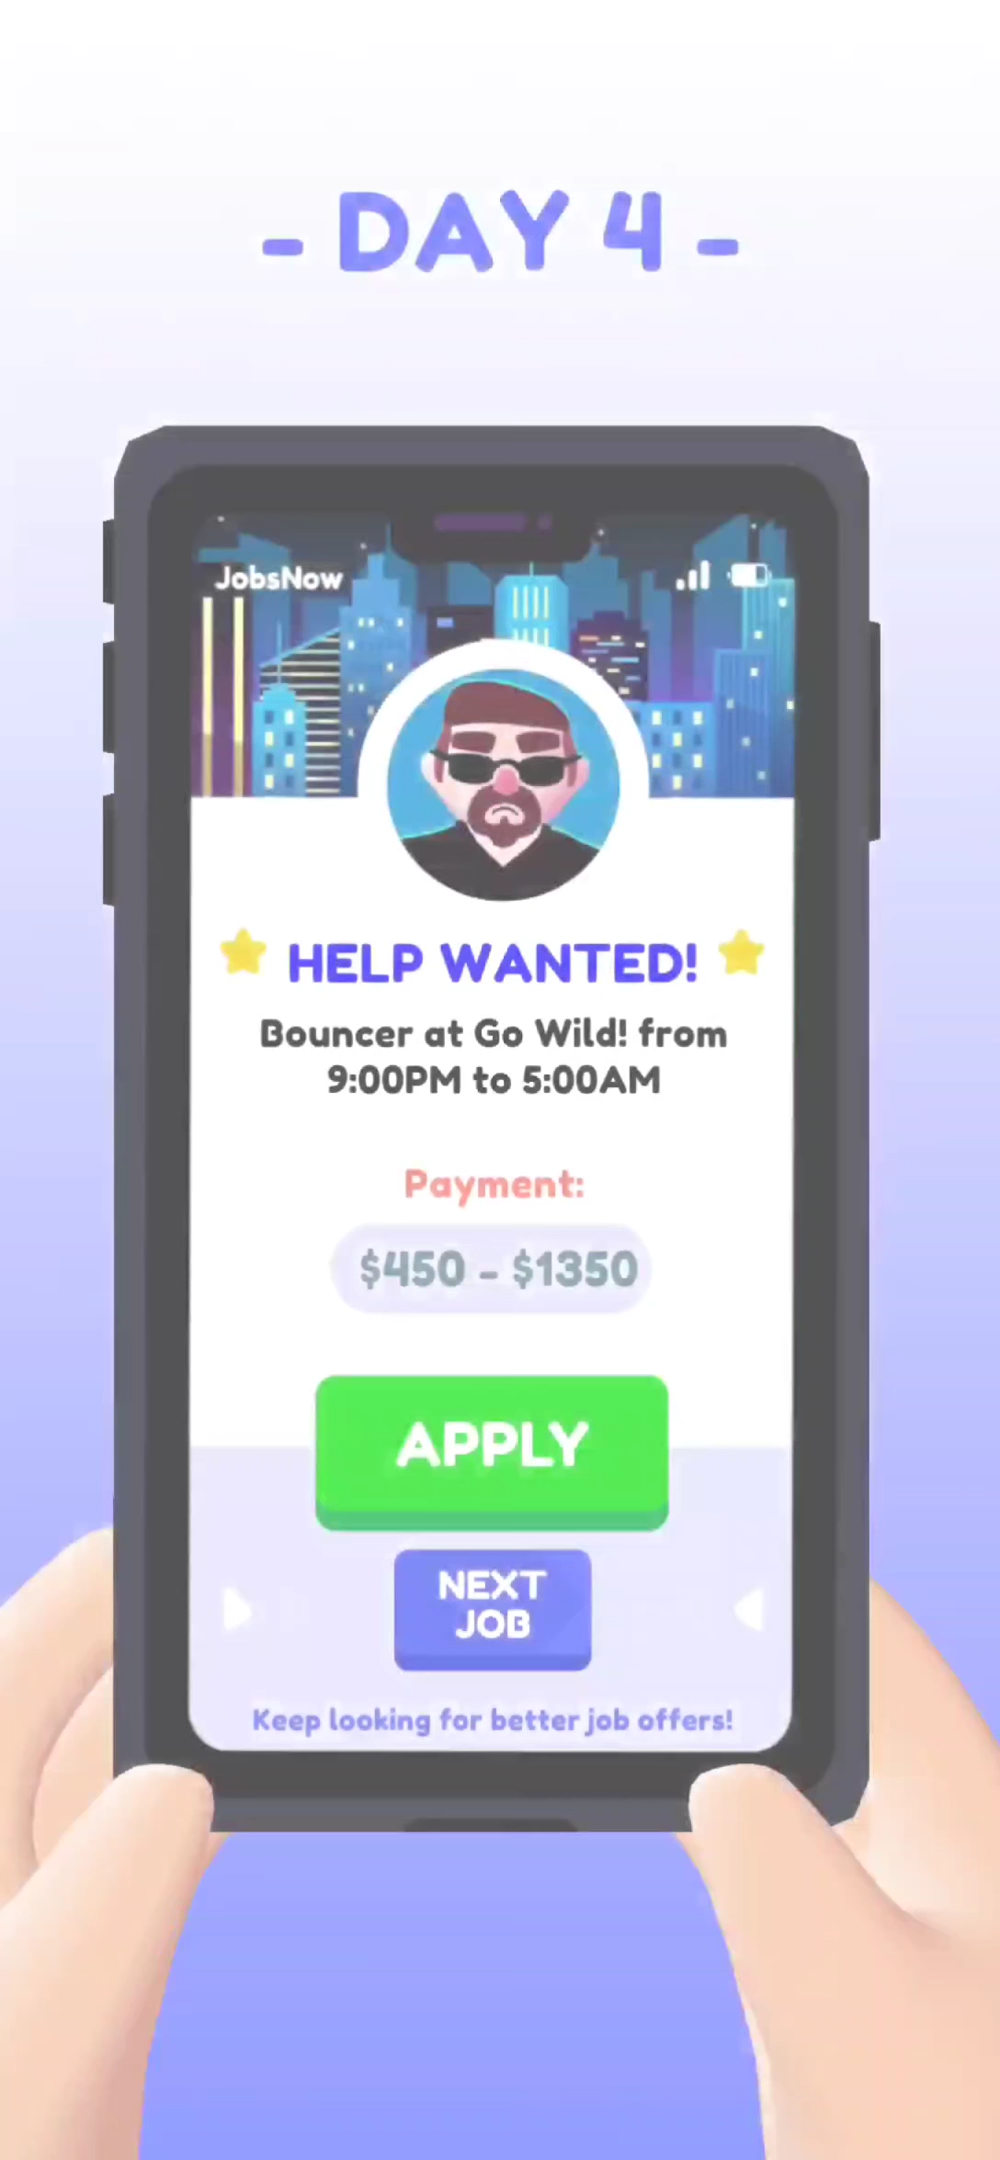 - DAY 4 -
JobsNow
HELP WANTED!
Bouncer at Go Wild! from
9:00PM to 5:00AM
Payment:
$450 - $1350
APPLY
NEXT
JOB
Keep looking for better job offers!